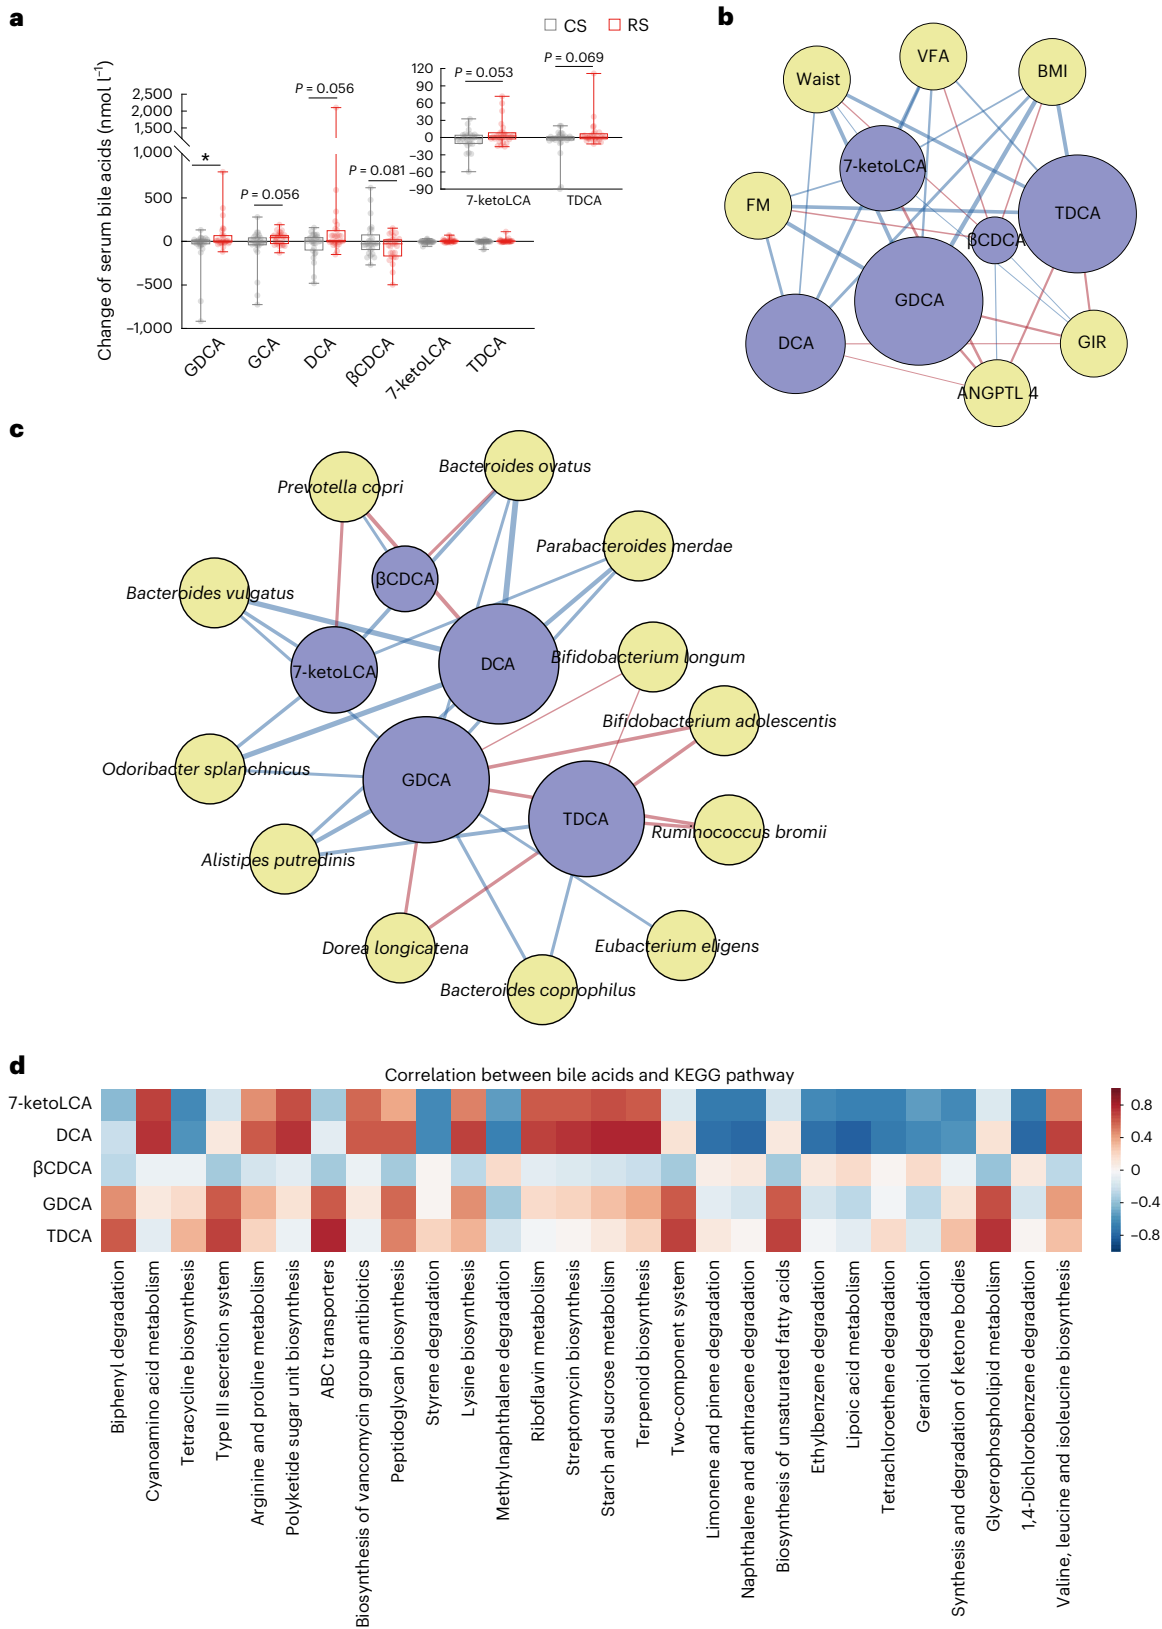 a
CS RS
Change of serum bile acids (nmol l⁻¹)
2,500
2,000
1,500
1,000
500
0
–500
–1,000
*
P = 0.056
P = 0.056
P = 0.081
GDCA
GCA
DCA
βCDCA
7-ketoLCA
TDCA
120
90
60
30
0
–30
–60
–90
P = 0.053
P = 0.069
7-ketoLCA
TDCA
b
Waist
VFA
BMI
7-ketoLCA
FM
TDCA
βCDCA
GDCA
DCA
GIR
ANGPTL 4
c
Bacteroides ovatus
Prevotella copri
Parabacteroides merdae
βCDCA
Bacteroides vulgatus
Bifidobacterium longum
DCA
7-ketoLCA
Bifidobacterium adolescentis
Odoribacter splanchnicus
GDCA
TDCA
Ruminococcus bromii
Alistipes putredinis
Dorea longicatena
Eubacterium eligens
Bacteroides coprophilus
d
Correlation between bile acids and KEGG pathway
7-ketoLCA
DCA
βCDCA
GDCA
TDCA
0.8
0.4
0
–0.4
–0.8
Biphenyl degradation
Cyanoamino acid metabolism
Tetracycline biosynthesis
Type III secretion system
Arginine and proline metabolism
Polyketide sugar unit biosynthesis
ABC transporters
Biosynthesis of vancomycin group antibiotics
Peptidoglycan biosynthesis
Styrene degradation
Lysine biosynthesis
Methylnaphthalene degradation
Riboflavin metabolism
Streptomycin biosynthesis
Starch and sucrose metabolism
Terpenoid biosynthesis
Two-component system
Limonene and pinene degradation
Naphthalene and anthracene degradation
Biosynthesis of unsaturated fatty acids
Ethylbenzene degradation
Lipoic acid metabolism
Tetrachloroethene degradation
Geraniol degradation
Synthesis and degradation of ketone bodies
Glycerophospholipid metabolism
1,4-Dichlorobenzene degradation
Valine, leucine and isoleucine biosynthesis